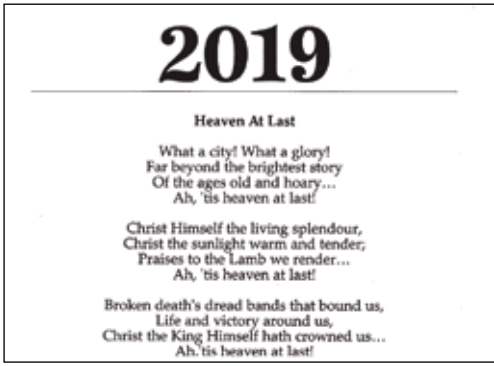 2019
Heaven At Last
What a city! What a glory!
Far beyond the brightest story
Of the ages old and hoary...
Ah, 'tis heaven at last!
Christ Himself the living splendour,
Christ the sunlight warm and tender;
Praises to the Lamb we render...
Ah, 'tis heaven at last!
Broken death's dread bands that bound us,
Life and victory around us,
Christ the King Himself hath crowned us...
Ah,'tis heaven at last!